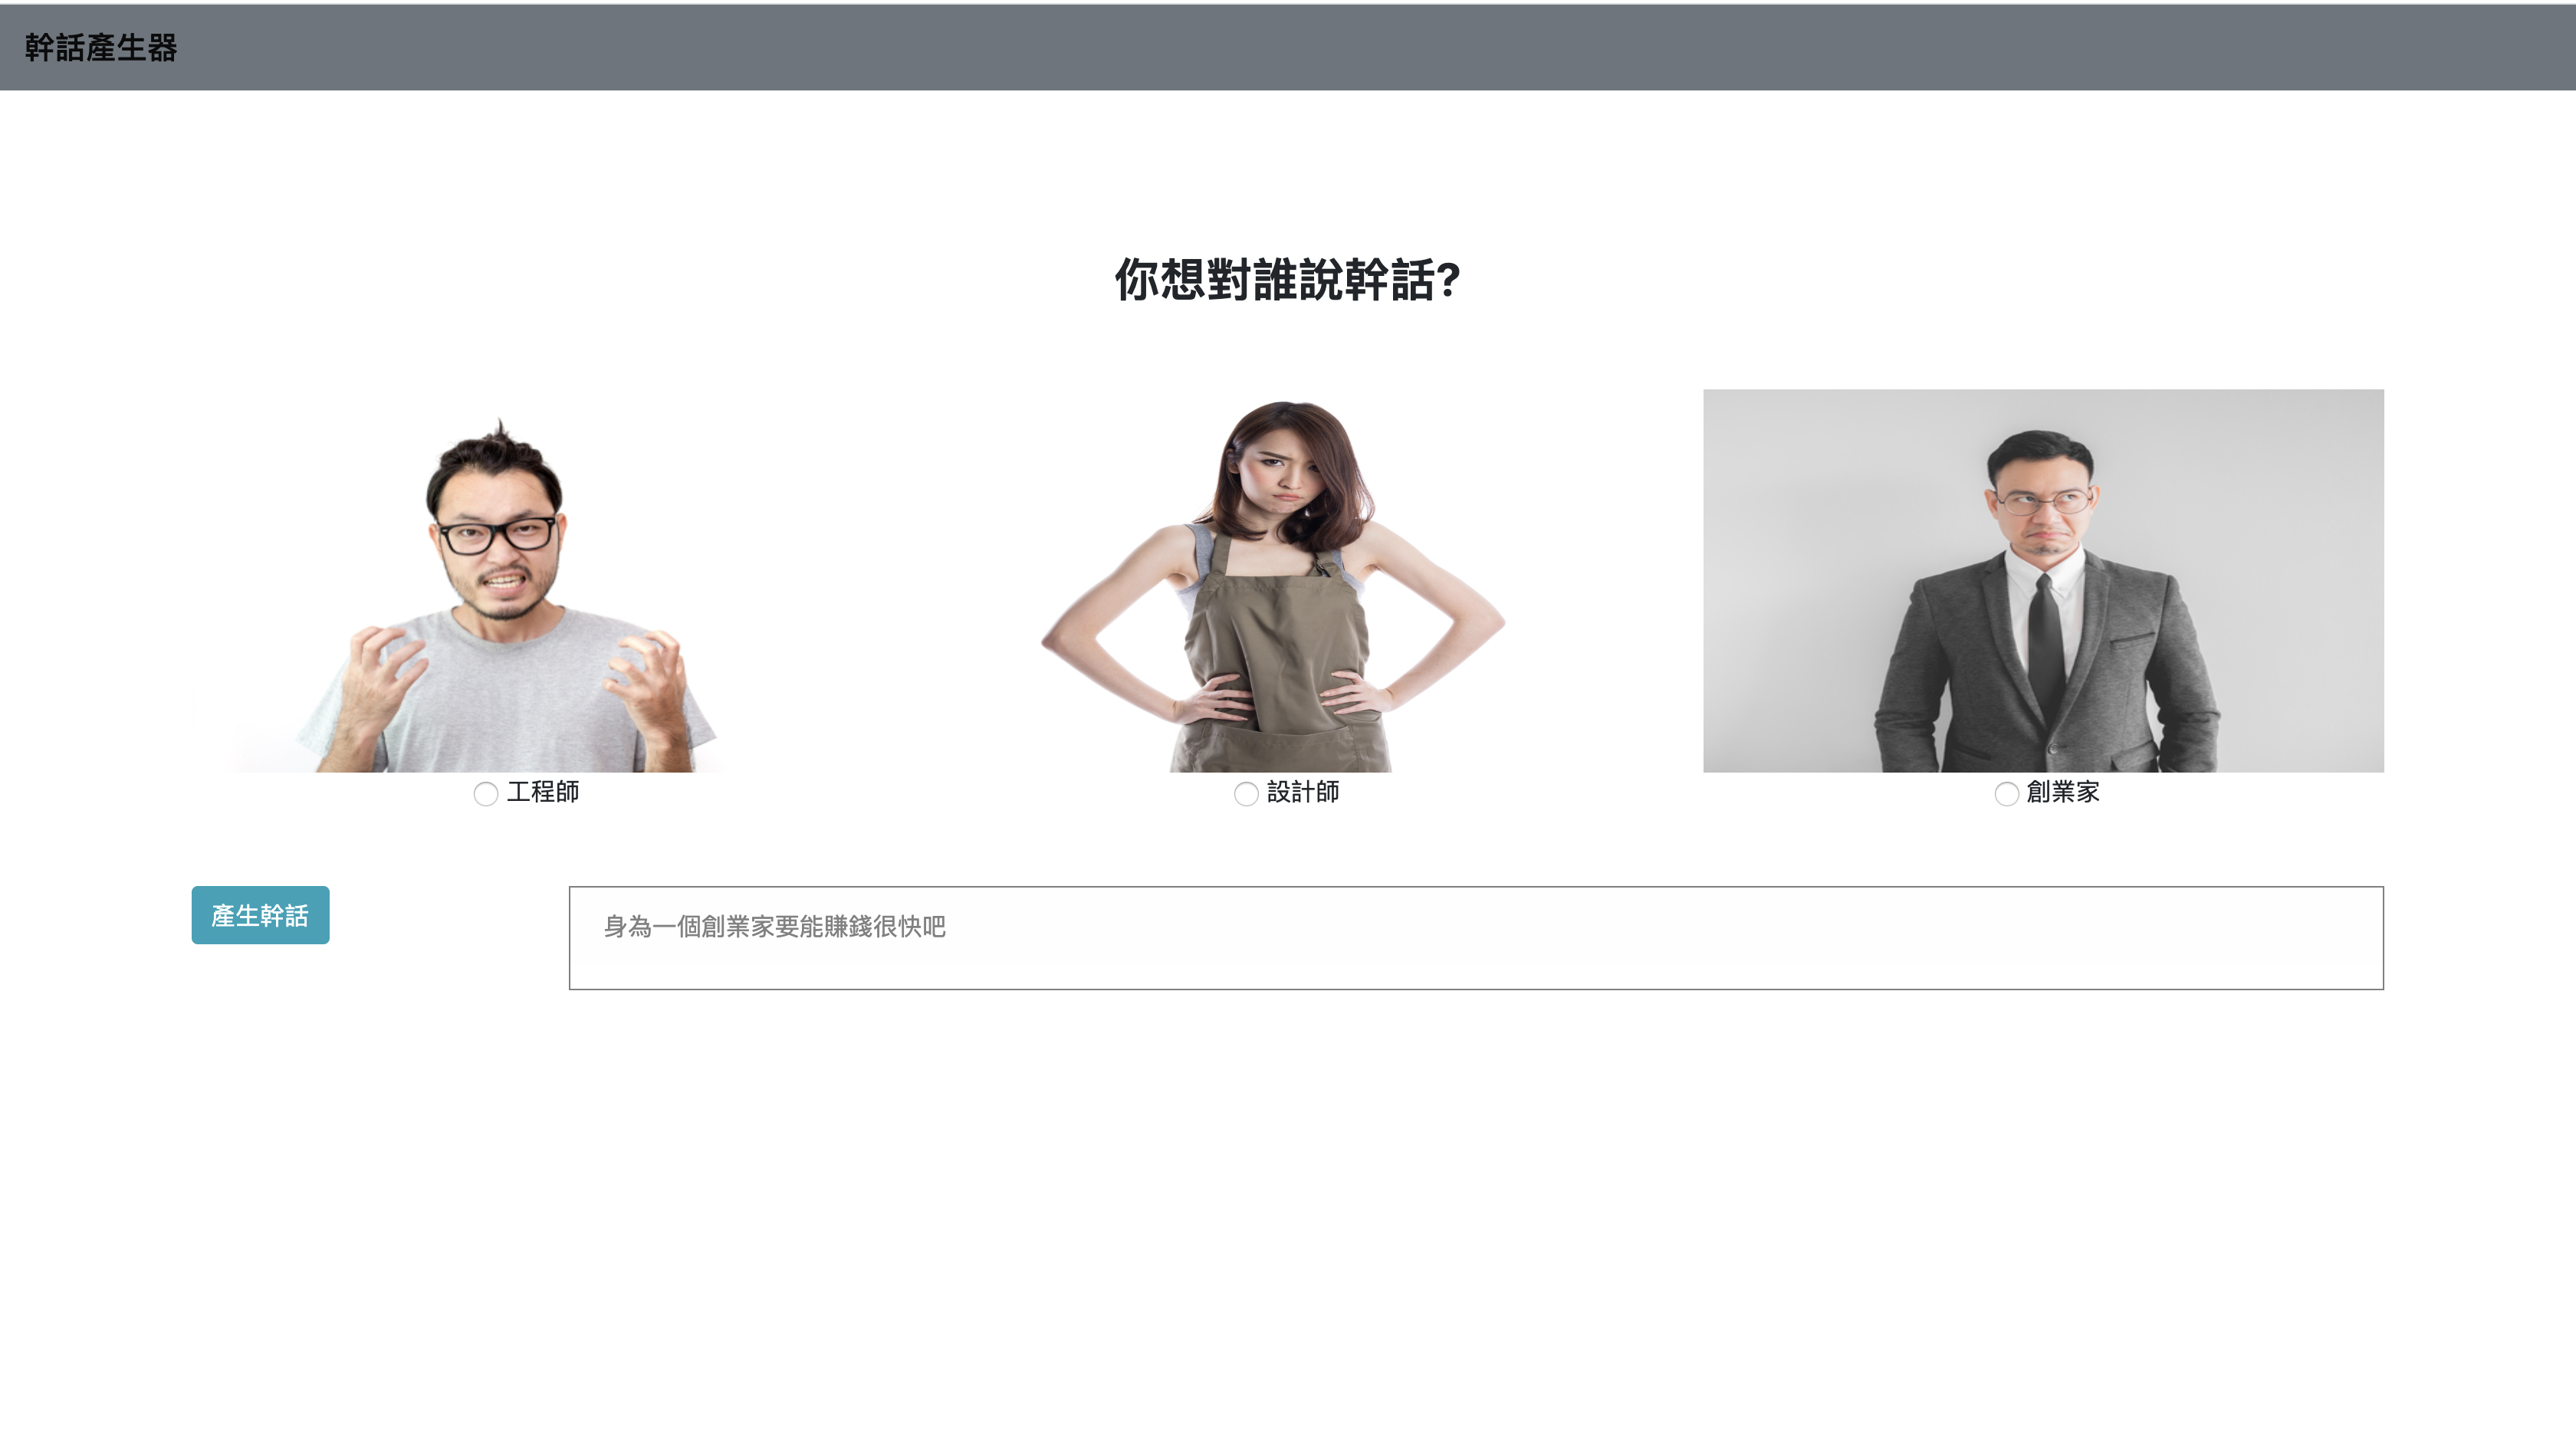 幹話產生器
你想對誰說幹話?
工程師
設計師
創業家
產生幹話
身為一個創業家要能賺錢很快吧